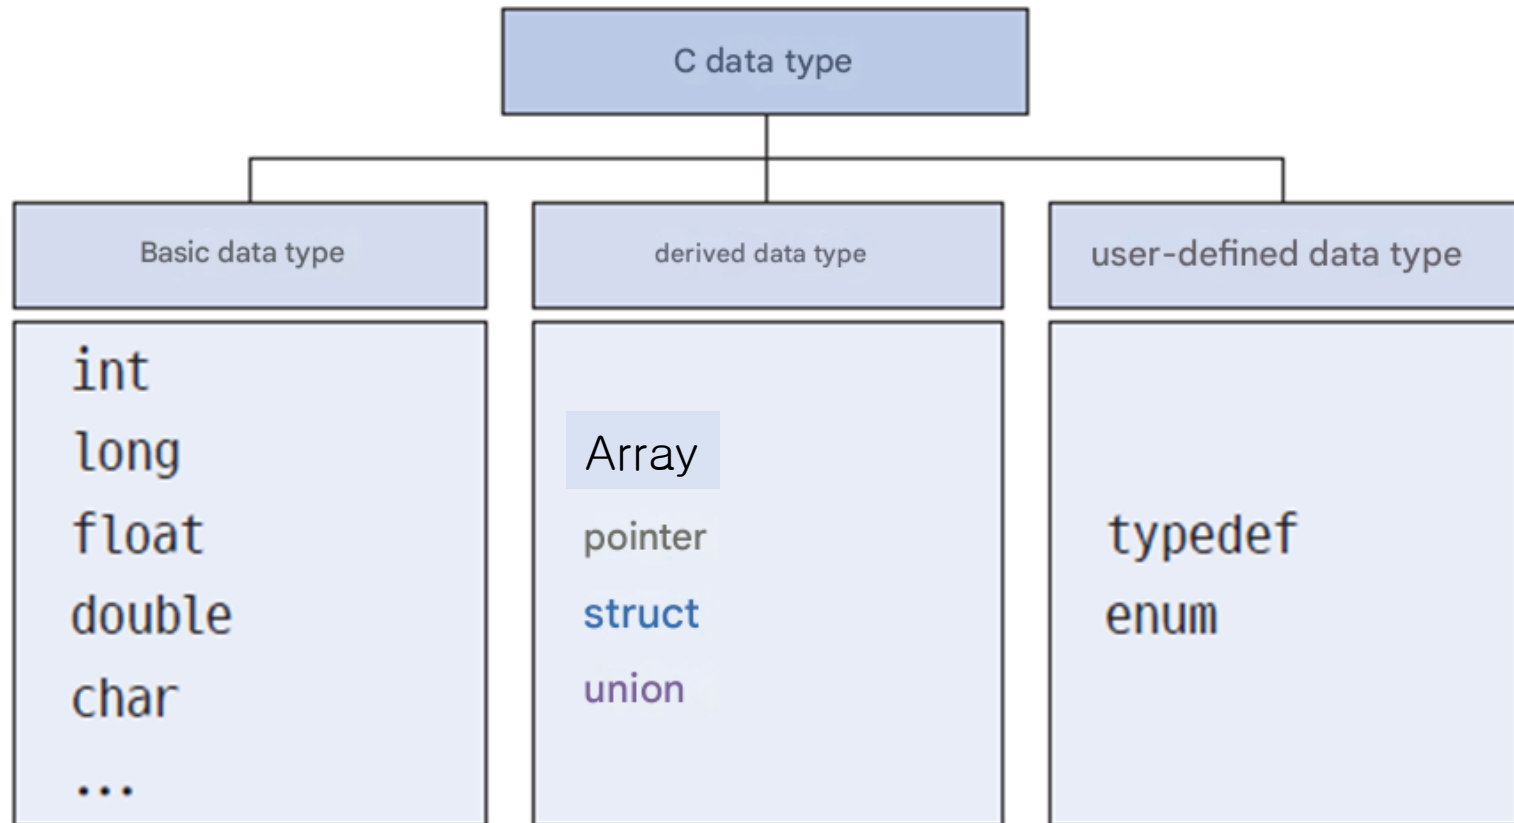 C data type
Basic data type
derived data type
user-defined data type
int
long
float
double
char
...
Array
pointer
struct
union
typedef
enum